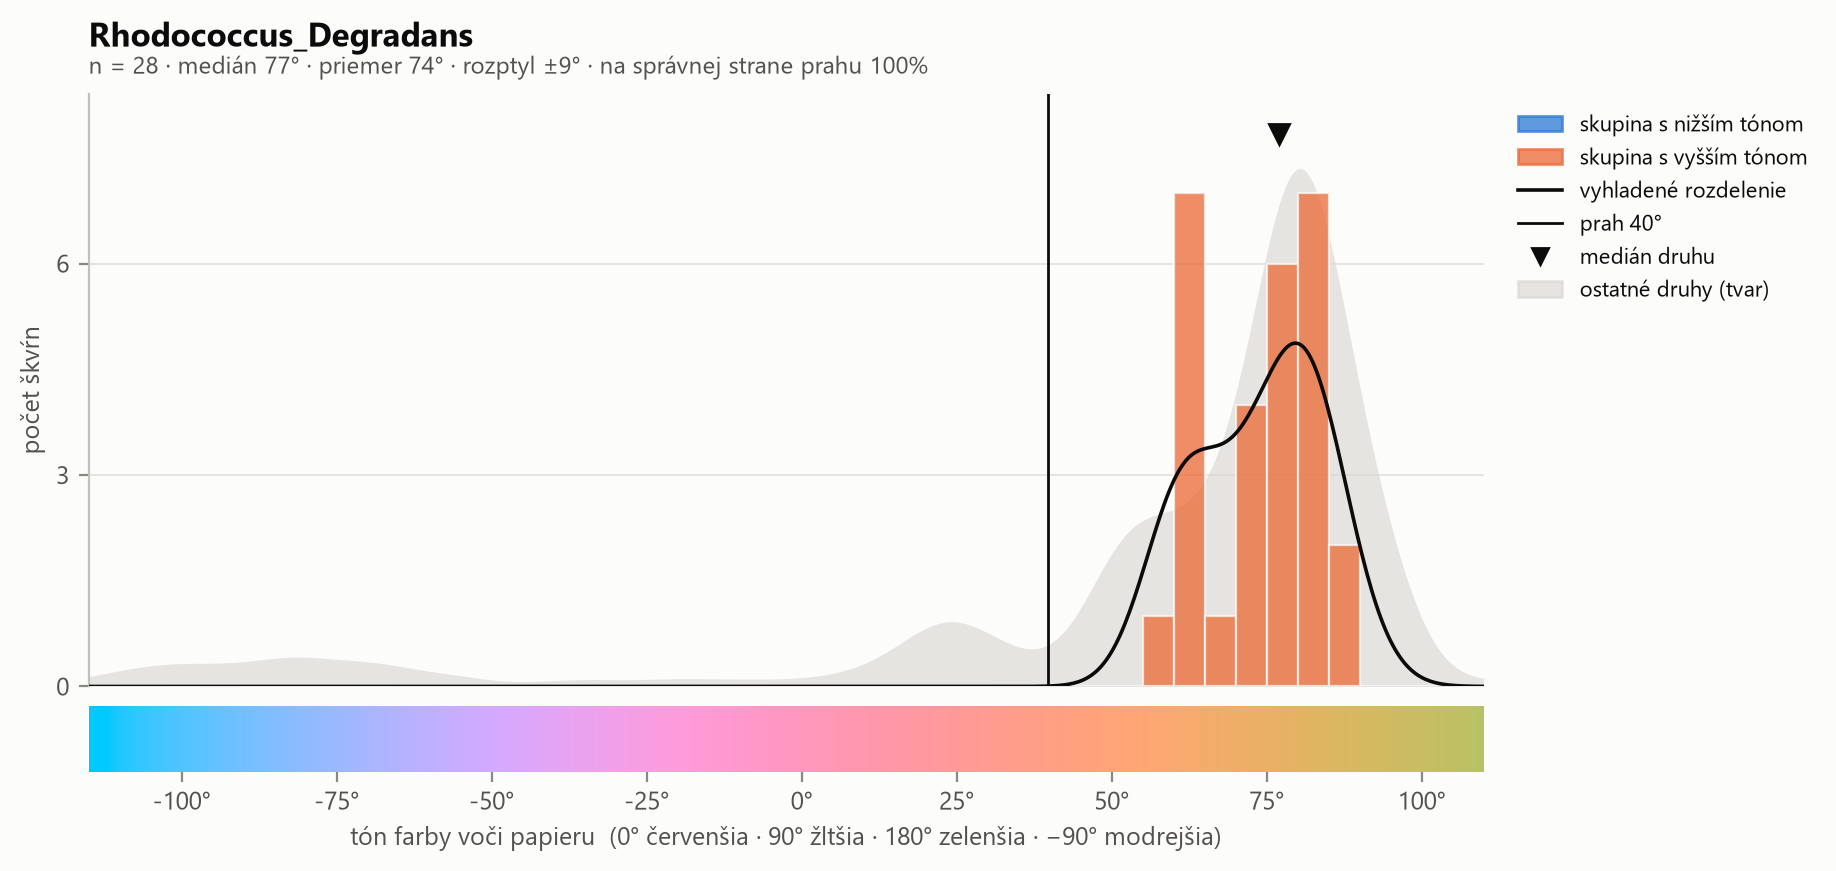 Rhodococcus_Degradans
n = 28 · medián 77° · priemer 74° · rozptyl ±9° · na správnej strane prahu 100%
skupina s nižším tónom
skupina s vyšším tónom
vyhladené rozdelenie
prah 40°
medián druhu
ostatné druhy (tvar)
počet škvŕn
6
3
0
-100°
-75°
-50°
-25°
0°
25°
50°
75°
100°
tón farby voči papieru (0° červenšia · 90° žltšia · 180° zelenšia · −90° modrejšia)